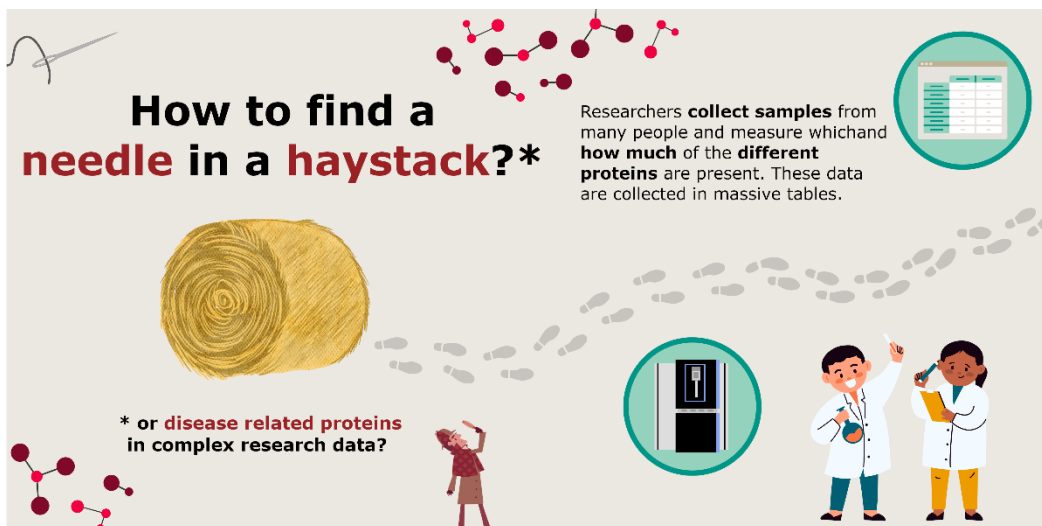 How to find a
needle in a haystack?*
Researchers collect samples from
many people and measure whichand
how much of the different
proteins are present. These data
are collected in massive tables.
* or disease related proteins
in complex research data?